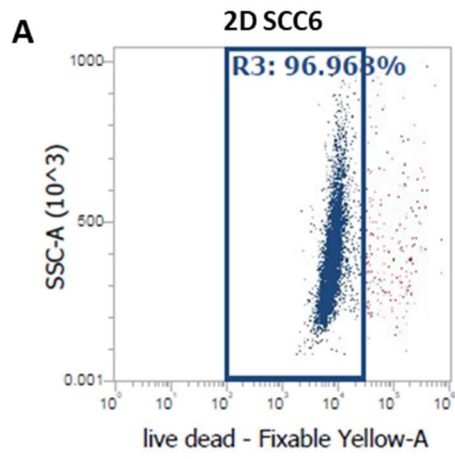 A
2D SCC6
R3: 96.963%
SSC-A (10^3)
1000
500
0.001
10^0 10^1 10^2 10^3 10^4 10^5 10^6
live dead - Fixable Yellow-A